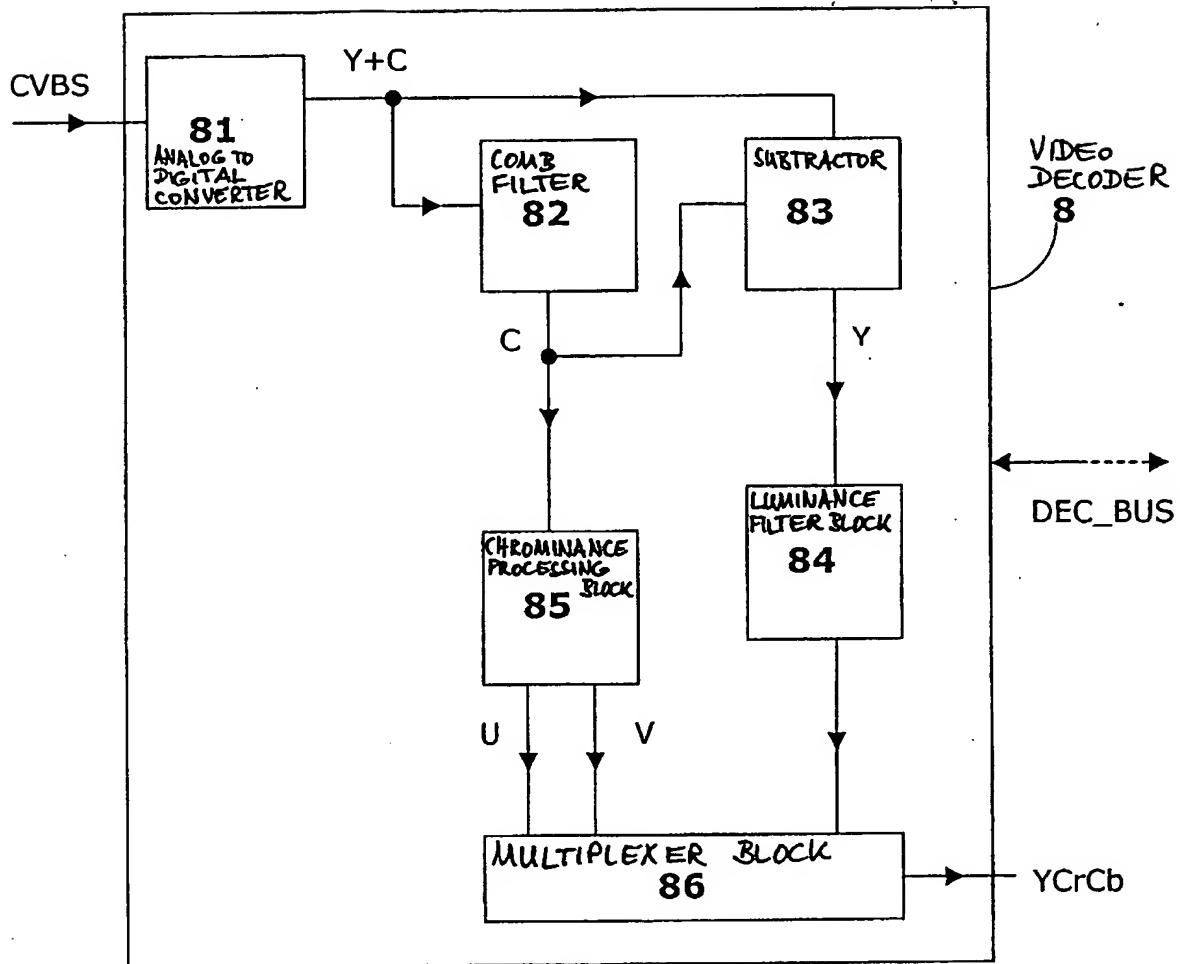 CVBS
Y+C
81
ANALOG TO
DIGITAL
CONVERTER
COMB
FILTER
82
SUBTRACTOR
83
VIDEO
DECODER
8
C
Y
DEC_BUS
LUMINANCE
FILTER BLOCK
84
CHROMINANCE
PROCESSING
BLOCK
85
U
V
MULTIPLEXER BLOCK
86
YCrCb